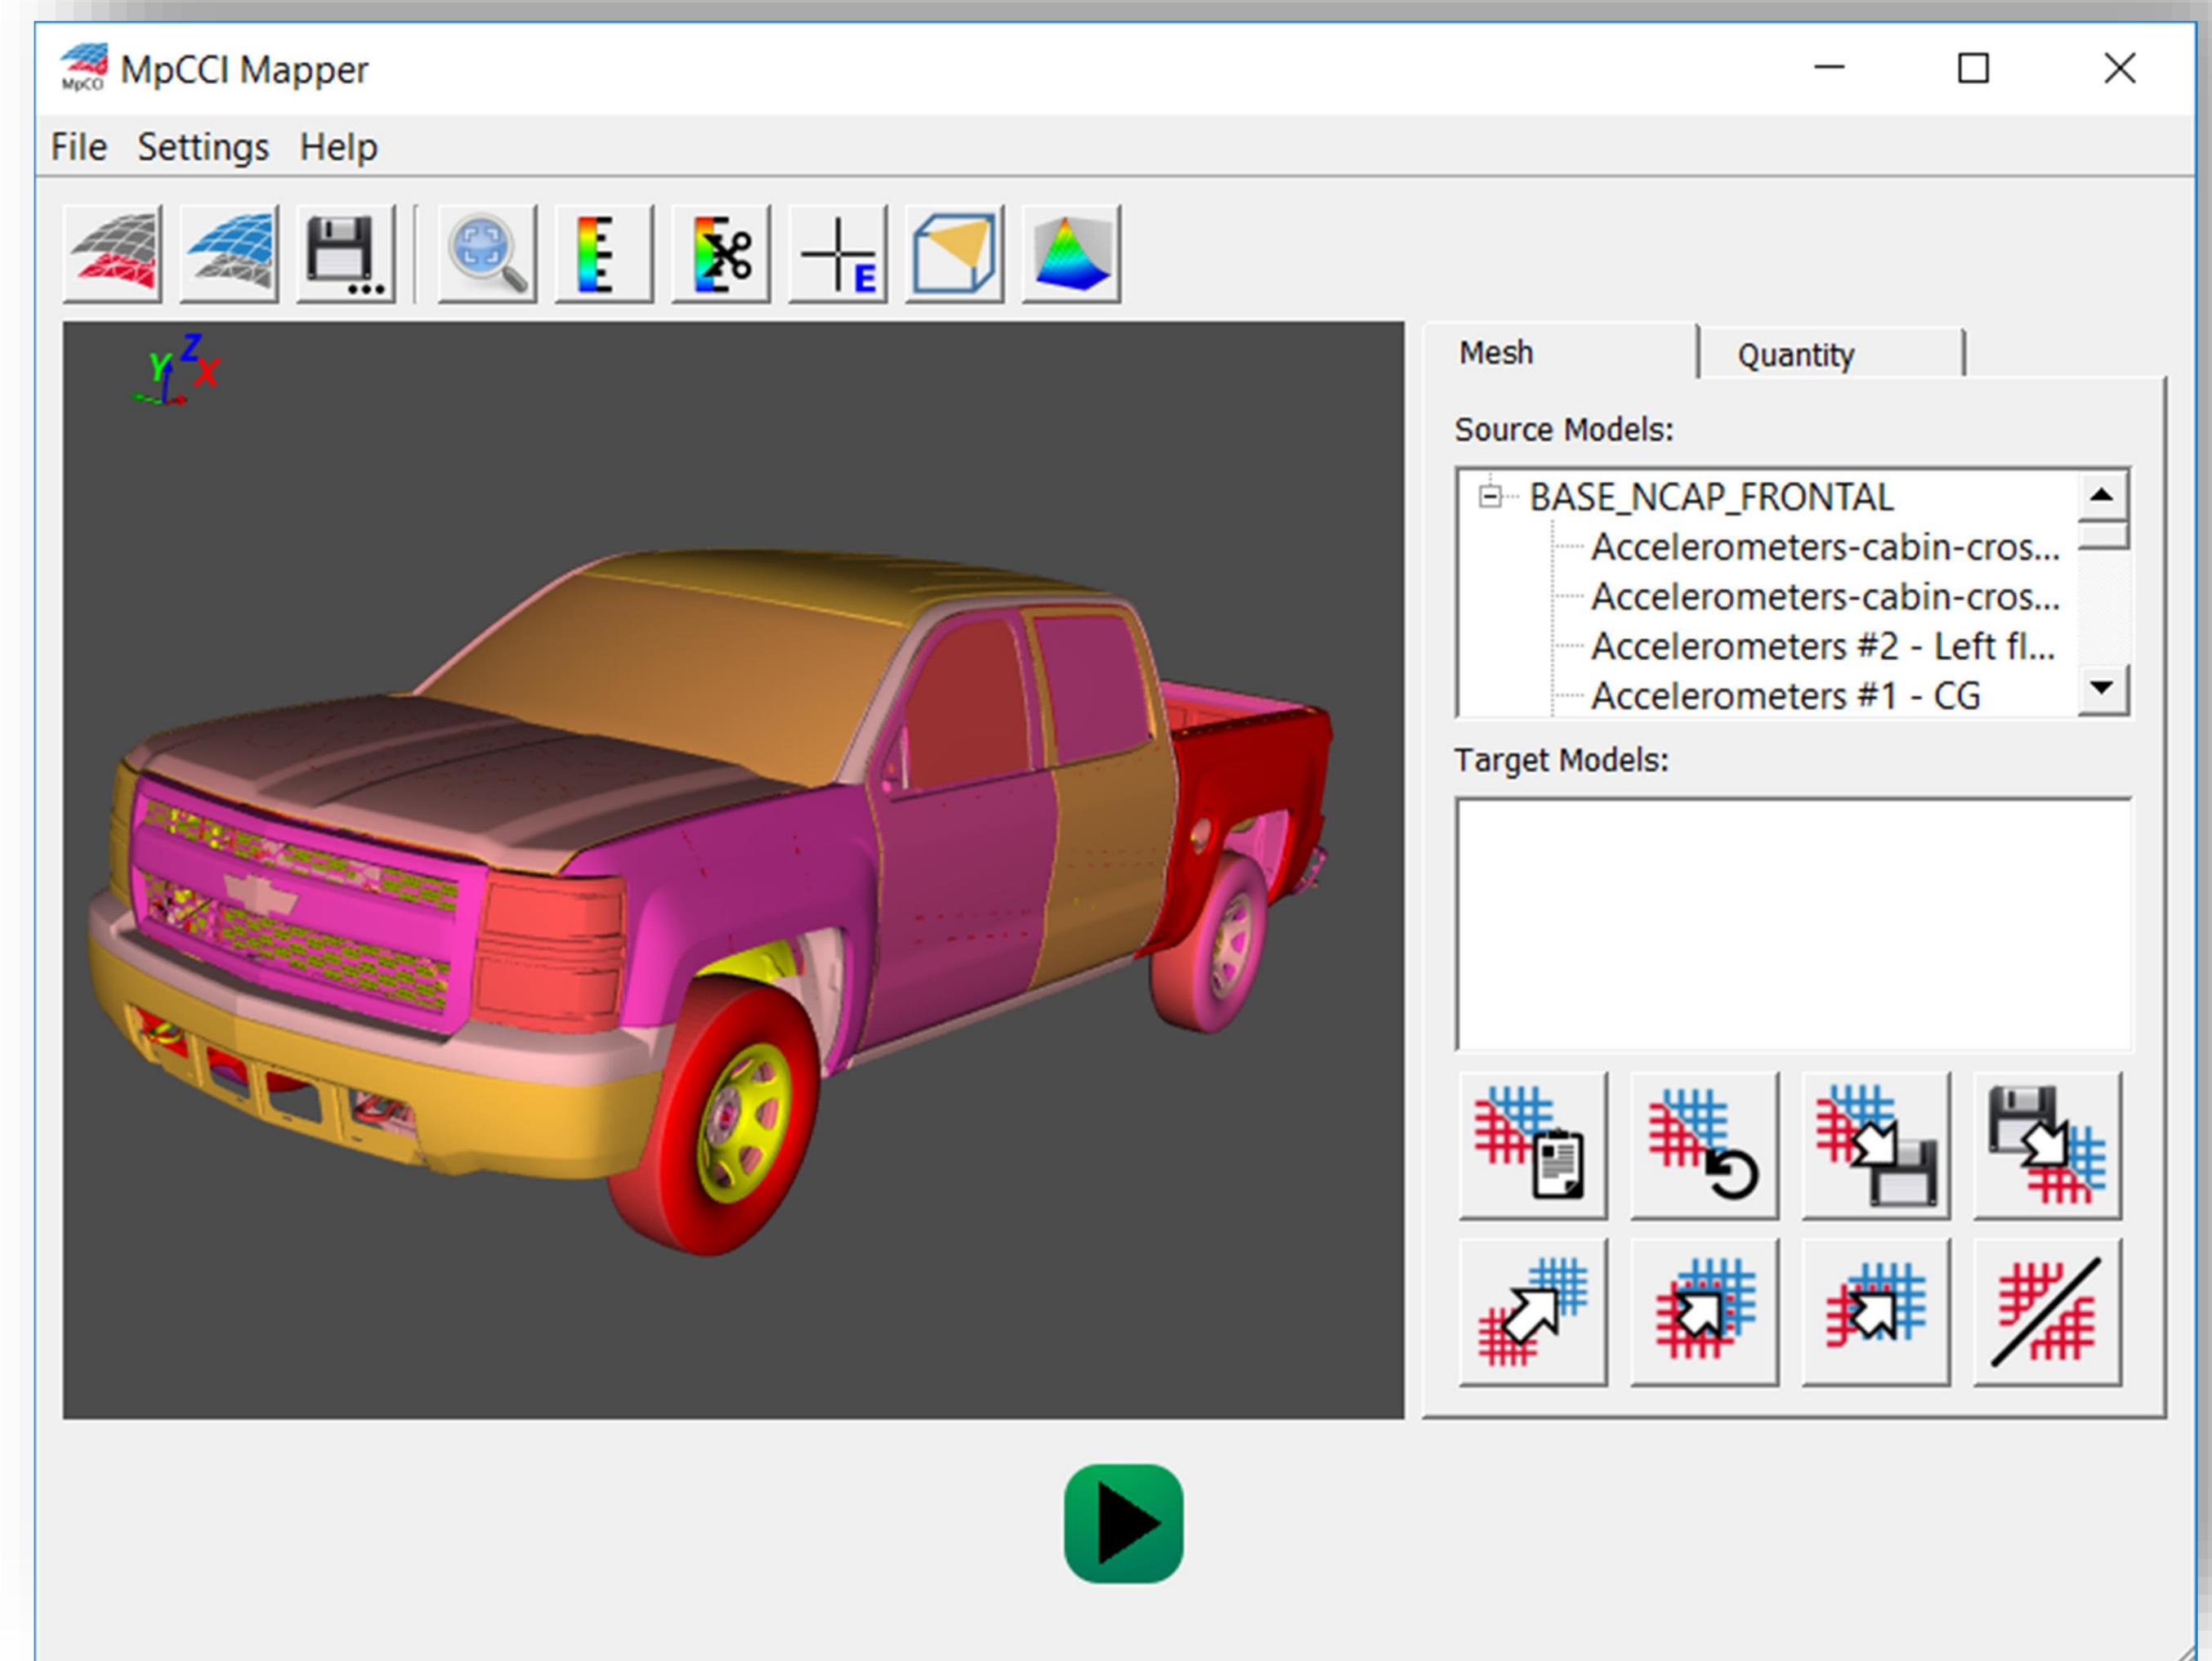 MpCCI
MpCCI Mapper
File Settings Help
E
Z
Y
X
Mesh
Quantity
Source Models:
BASE_NCAP_FRONTAL
Accelerometers-cabin-cros...
Accelerometers-cabin-cros...
Accelerometers #2 - Left fl...
Accelerometers #1 - CG
Target Models: